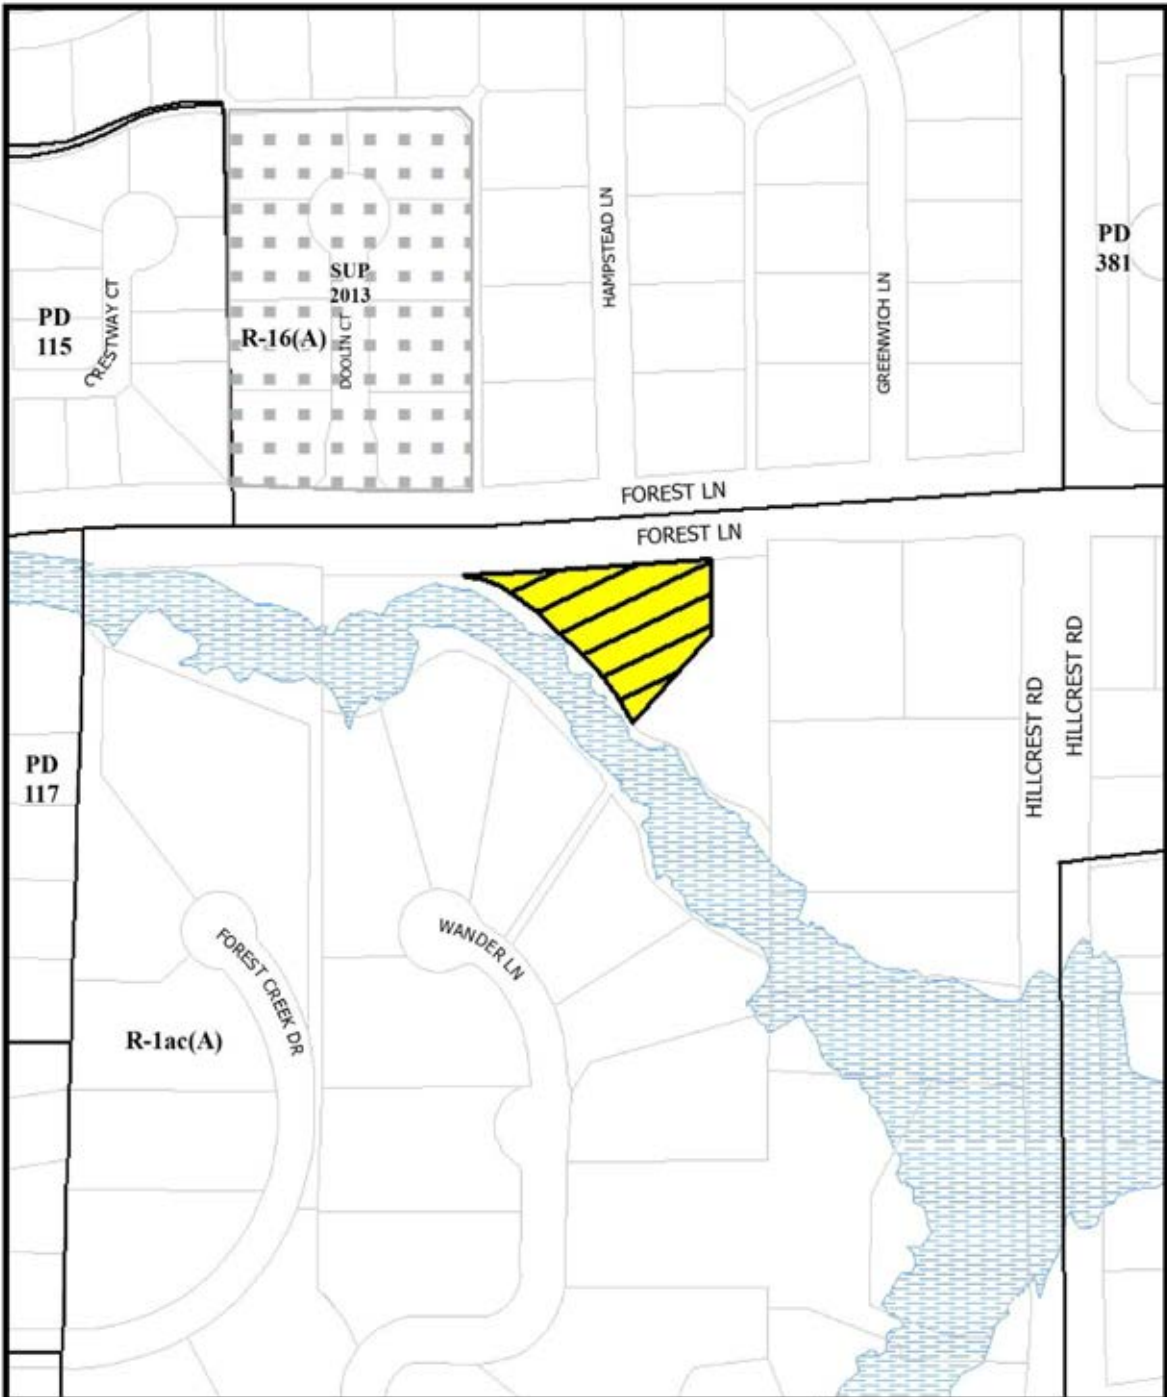 HAMPSTEAD LN
PD
381
SUP
2013
GREENWICH LN
PD
115
CRESTWAY CT
R-16(A)
DOOLIN CT
FOREST LN
FOREST LN
HILLCREST RD
HILLCREST RD
PD
117
WANDER LN
FOREST CREEK DR
R-1ac(A)